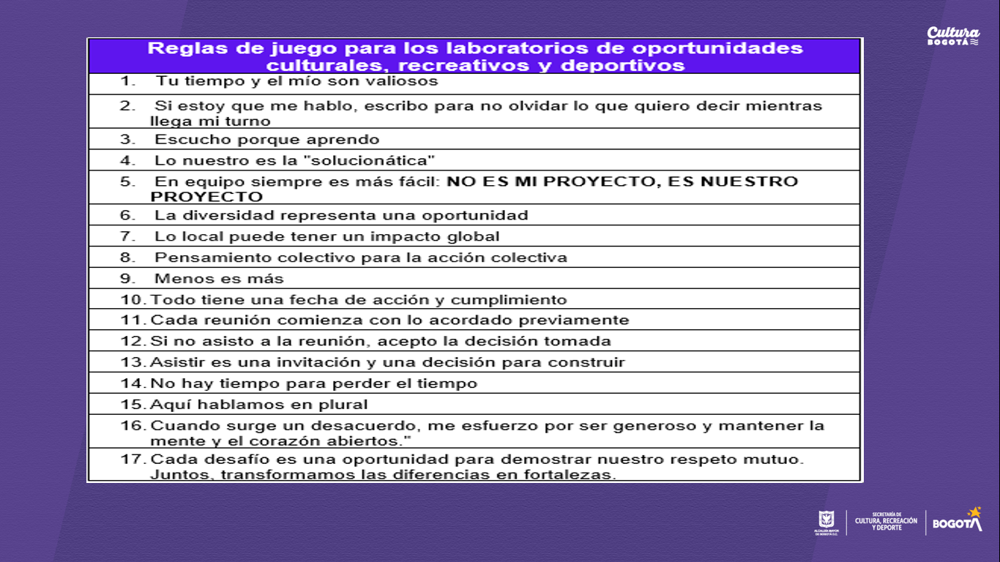 Cultura
BOGOTÁ
Reglas de juego para los laboratorios de oportunidades
culturales, recreativos y deportivos
1. Tu tiempo y el mío son valiosos
2. Si estoy que me hablo, escribo para no olvidar lo que quiero decir mientras
llega mi turno
3. Escucho porque aprendo
4. Lo nuestro es la "solucionática"
5. En equipo siempre es más fácil: NO ES MI PROYECTO, ES NUESTRO
PROYECTO
6. La diversidad representa una oportunidad
7. Lo local puede tener un impacto global
8. Pensamiento colectivo para la acción colectiva
9. Menos es más
10. Todo tiene una fecha de acción y cumplimiento
11. Cada reunión comienza con lo acordado previamente
12. Si no asisto a la reunión, acepto la decisión tomada
13. Asistir es una invitación y una decisión para construir
14. No hay tiempo para perder el tiempo
15. Aquí hablamos en plural
16. Cuando surge un desacuerdo, me esfuerzo por ser generoso y mantener la
mente y el corazón abiertos."
17. Cada desafío es una oportunidad para demostrar nuestro respeto mutuo.
Juntos, transformamos las diferencias en fortalezas.
ALCALDÍA MAYOR
DE BOGOTÁ D.C.
SECRETARÍA DE
CULTURA, RECREACIÓN
Y DEPORTE
BOGOTÁ